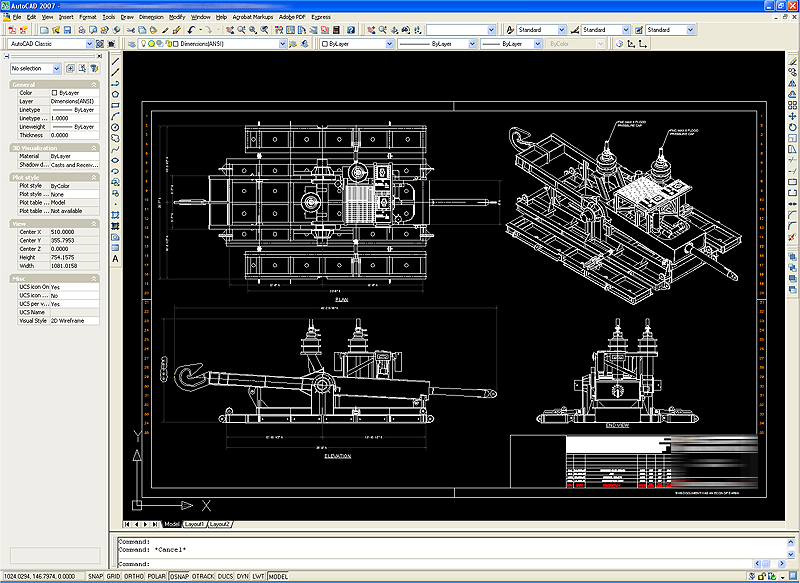 AutoCAD 2007 -
File Edit View Insert Format Tools Draw Dimension Modify Window Help Acrobat Markups Adobe PDF Express
Standard Standard Standard
AutoCAD Classic Dimensions(ANSI) ByLayer ByLayer ByLayer ByColor
No selection
General
Color ByLayer
Layer Dimensions(ANSI)
Linetype ByLayer
Linetype ... 1.0000
Lineweight ByLayer
Thickness 0.0000
3D Visualization
Material ByLayer
Shadow d... Casts and Receiv...
Plot style
Plot style ByColor
Plot style ... None
Plot table ... Model
Plot table ... Not available
View
Center X 510.0000
Center Y 355.7953
Center Z 0.0000
Height 754.1575
Width 1081.0158
Misc
UCS icon On Yes
UCS icon ... No
UCS per v... Yes
UCS Name
Visual Style 2D Wireframe
PLAN
ELEVATION
END VIEW
Y
X
Model Layout1 Layout2
Command:
Command: *Cancel*
Command:
1024.0294, 146.7974, 0.0000 SNAP GRID ORTHO POLAR OSNAP OTRACK DUCS DYN LWT MODEL